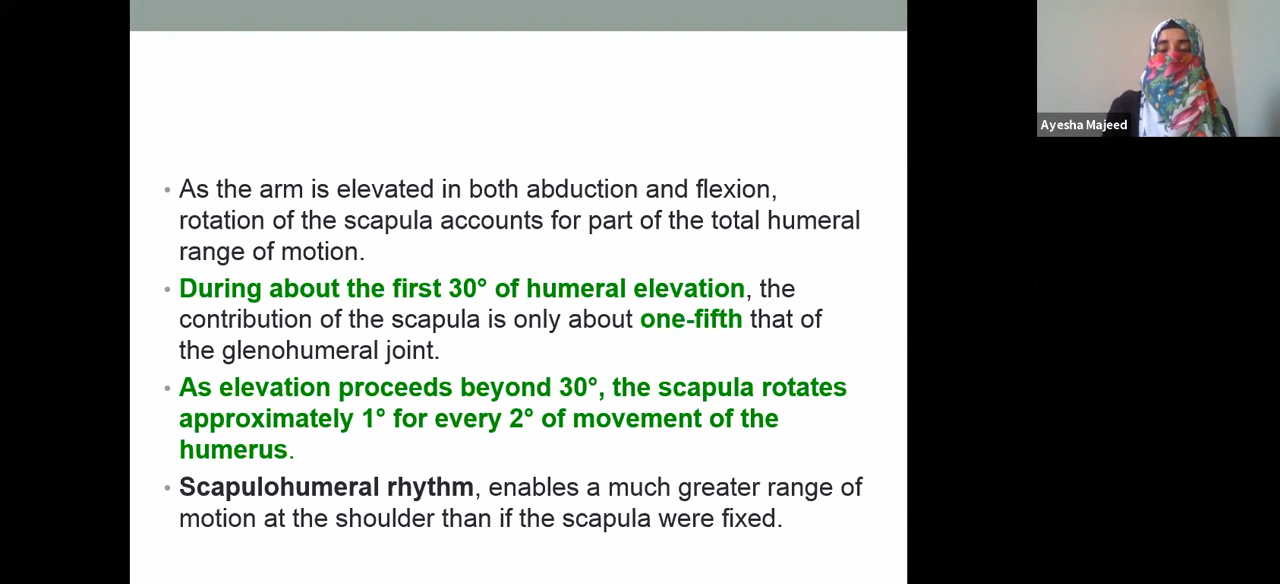 • As the arm is elevated in both abduction and flexion,
rotation of the scapula accounts for part of the total humeral
range of motion.
• During about the first 30° of humeral elevation, the
contribution of the scapula is only about one-fifth that of
the glenohumeral joint.
• As elevation proceeds beyond 30°, the scapula rotates
approximately 1° for every 2° of movement of the
humerus.
• Scapulohumeral rhythm, enables a much greater range of
motion at the shoulder than if the scapula were fixed.
Ayesha Majeed